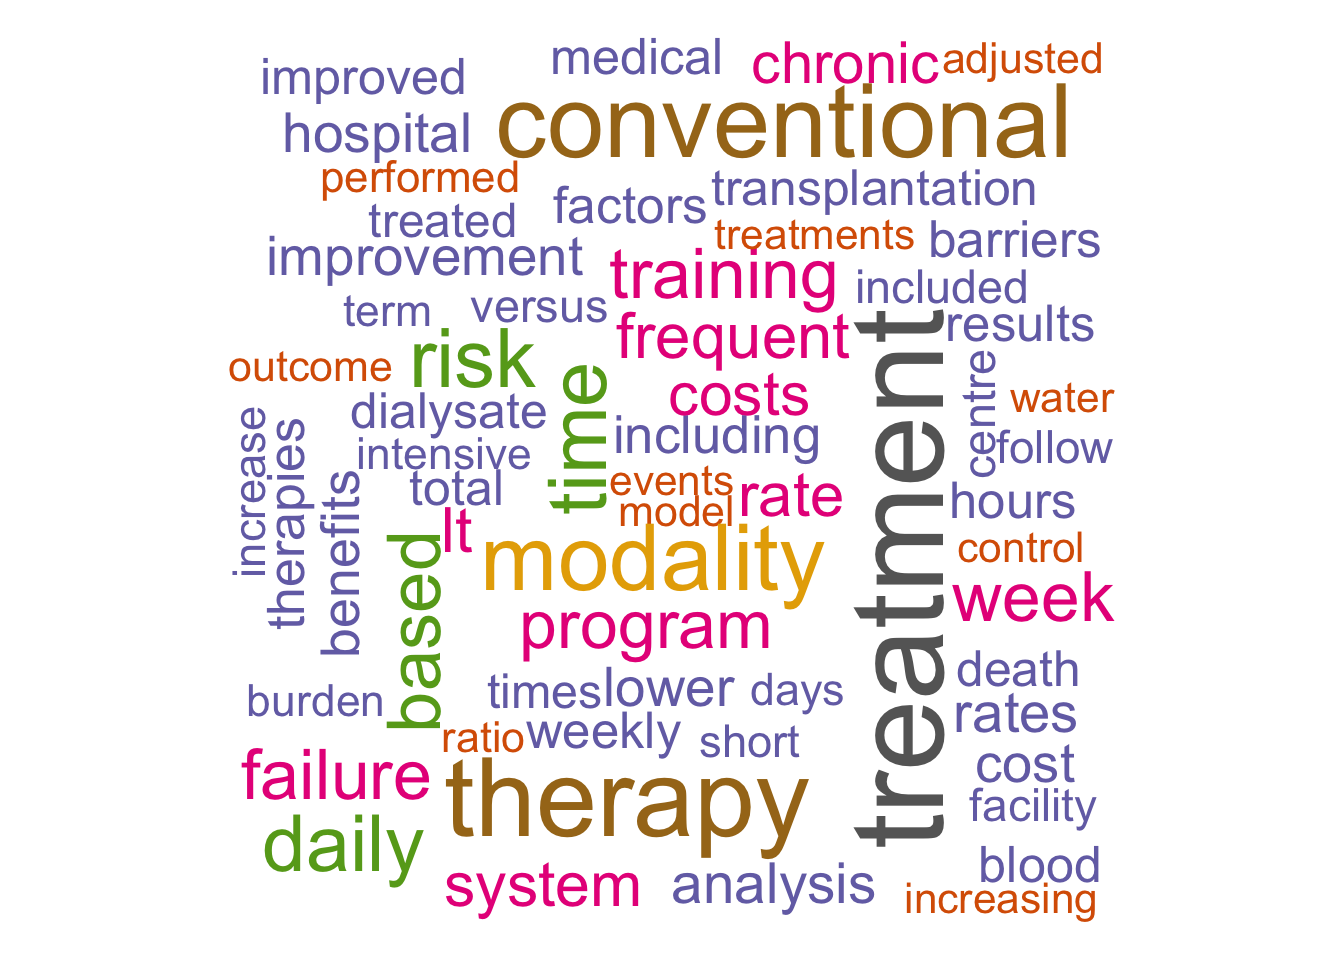 medical
chronic
adjusted
improved
conventional
hospital
performed
transplantation
factors
treated
treatments
barriers
improvement
training
included
term
versus
frequent
results
risk
outcome
time
costs
treatment
centre
water
dialysate
increase
therapies
including
follow
intensive
benefits
total
events
rate
hours
model
lt
based
modality
control
week
program
death
burden
times
lower
days
rates
ratio
weekly
short
failure
therapy
cost
facility
daily
system
analysis
blood
increasing